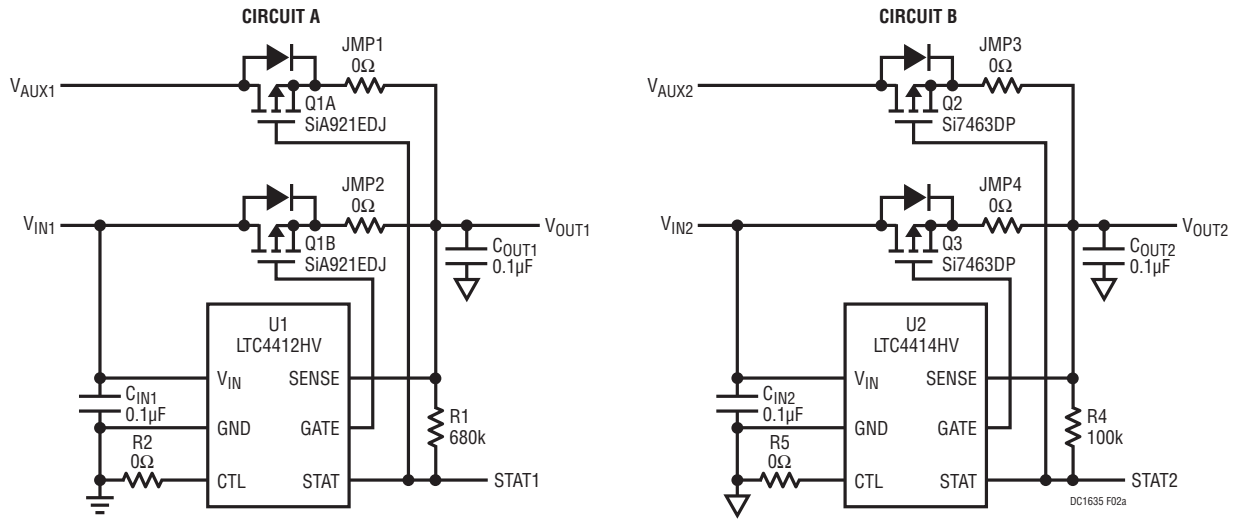 CIRCUIT A
JMP1
0Ω
VAUX1
Q1A
SiA921EDJ
JMP2
0Ω
VIN1
VOUT1
Q1B
SiA921EDJ
COUT1
0.1µF
U1
LTC4412HV
VIN
SENSE
CIN1
0.1µF
GND
GATE
R1
680k
R2
0Ω
CTL
STAT
STAT1
CIRCUIT B
JMP3
0Ω
VAUX2
Q2
Si7463DP
JMP4
0Ω
VIN2
VOUT2
Q3
Si7463DP
COUT2
0.1µF
U2
LTC4414HV
VIN
SENSE
CIN2
0.1µF
GND
GATE
R4
100k
R5
0Ω
CTL
STAT
STAT2
DC1635 F02a